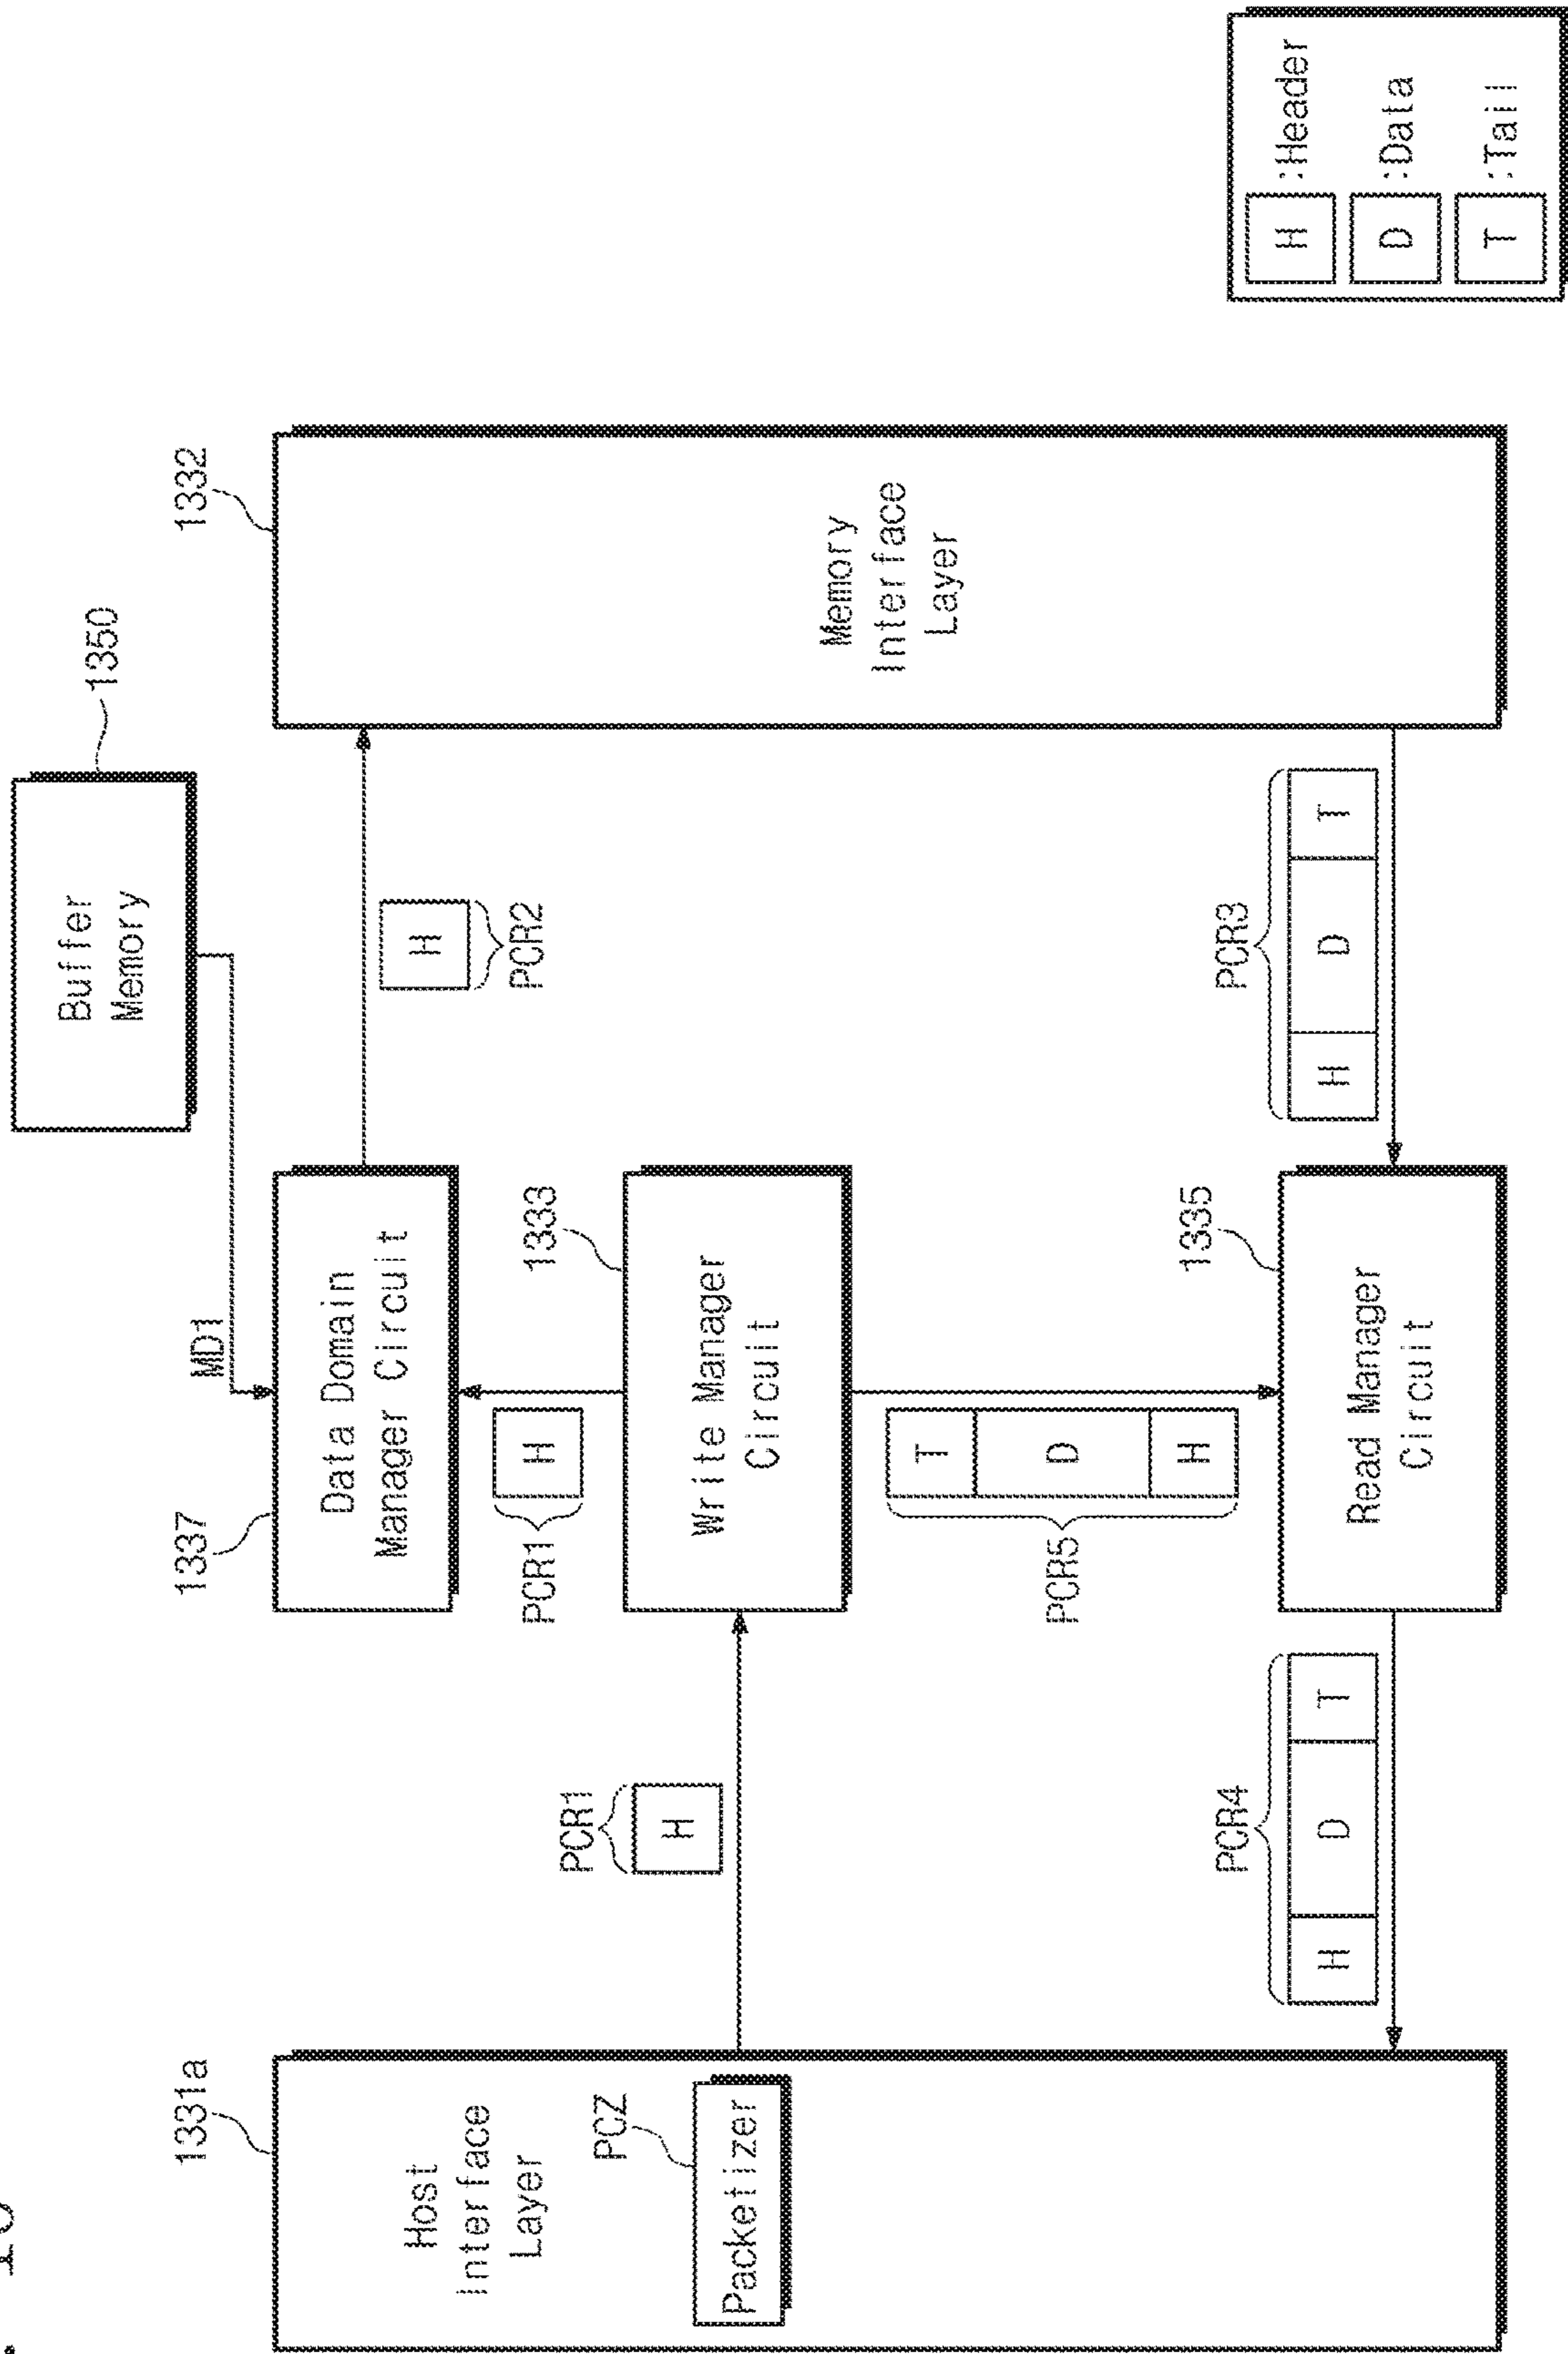 1331a
Host
Interface
Layer
PCZ
Packetizer
PCR1
H
PCR4
H D T
1337
Data Domain
Manager Circuit
MD1
Buffer
Memory
1350
PCR1
H
1333
Write Manager
Circuit
PCR5
T
D
H
1335
Read Manager
Circuit
H
PCR2
PCR3
H D T
1332
Memory
Interface
Layer
H :Header
D :Data
T :Tail